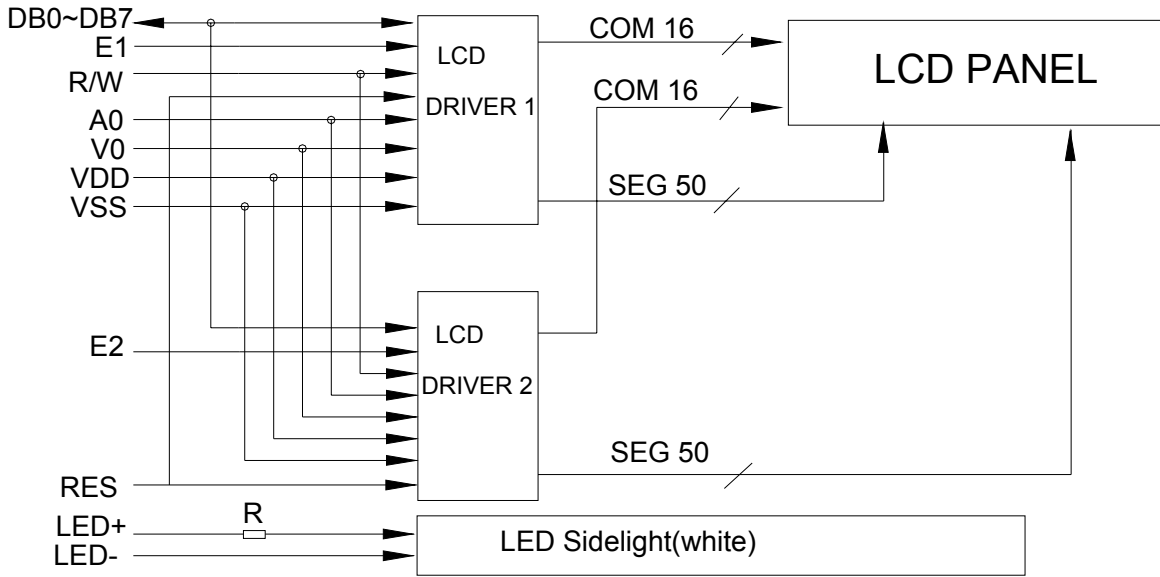 DB0~DB7
E1
R/W
A0
V0
VDD
VSS
LCD
DRIVER 1
COM 16
COM 16
SEG 50
LCD PANEL
E2
RES
LCD
DRIVER 2
SEG 50
LED+
LED-
R
LED Sidelight(white)